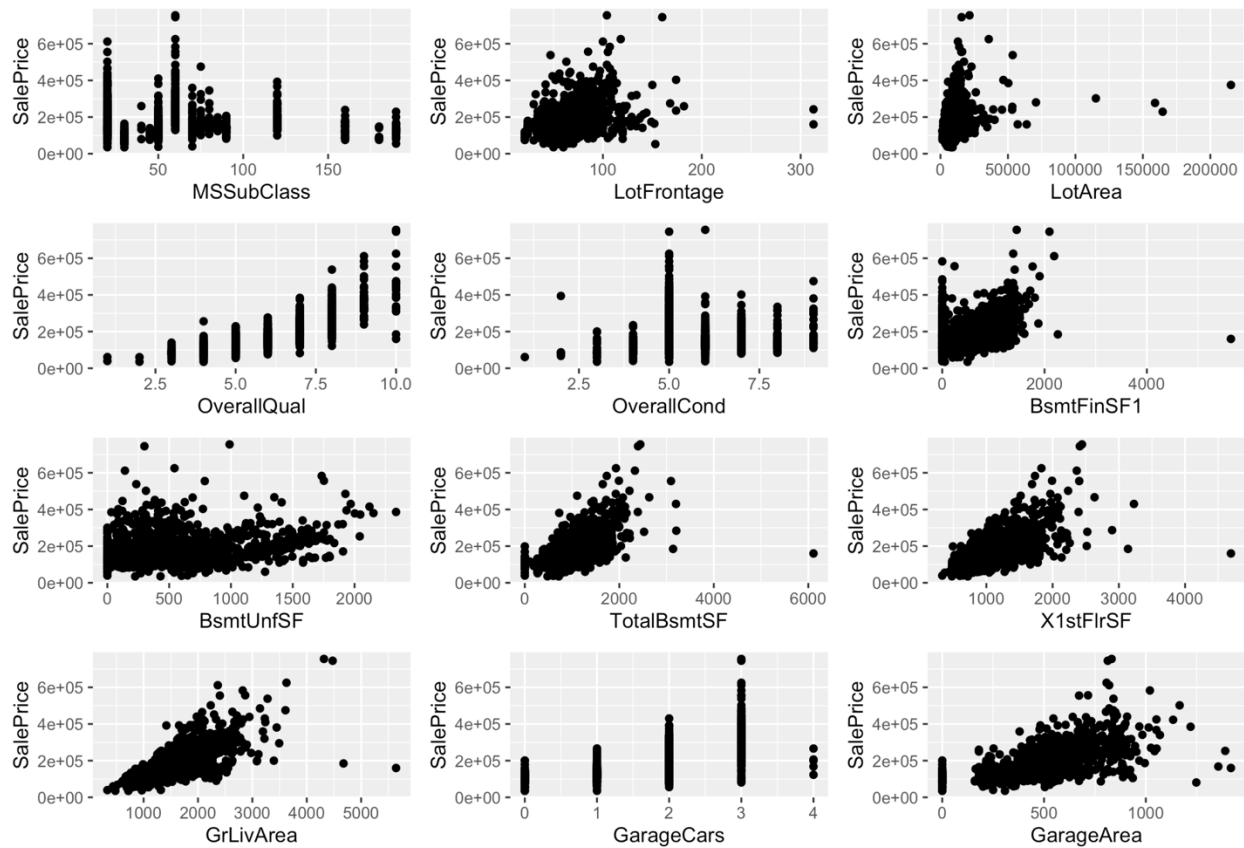 SalePrice
6e+05
4e+05
2e+05
0e+00
50 100 150
MSSubClass
SalePrice
6e+05
4e+05
2e+05
0e+00
100 200 300
LotFrontage
SalePrice
6e+05
4e+05
2e+05
0e+00
0 50000 100000 150000 200000
LotArea
SalePrice
6e+05
4e+05
2e+05
0e+00
2.5 5.0 7.5 10.0
OverallQual
SalePrice
6e+05
4e+05
2e+05
0e+00
2.5 5.0 7.5
OverallCond
SalePrice
6e+05
4e+05
2e+05
0e+00
0 2000 4000
BsmtFinSF1
SalePrice
6e+05
4e+05
2e+05
0e+00
0 500 1000 1500 2000
BsmtUnfSF
SalePrice
6e+05
4e+05
2e+05
0e+00
0 2000 4000 6000
TotalBsmtSF
SalePrice
6e+05
4e+05
2e+05
0e+00
1000 2000 3000 4000
X1stFlrSF
SalePrice
6e+05
4e+05
2e+05
0e+00
1000 2000 3000 4000 5000
GrLivArea
SalePrice
6e+05
4e+05
2e+05
0e+00
0 1 2 3 4
GarageCars
SalePrice
6e+05
4e+05
2e+05
0e+00
0 500 1000
GarageArea